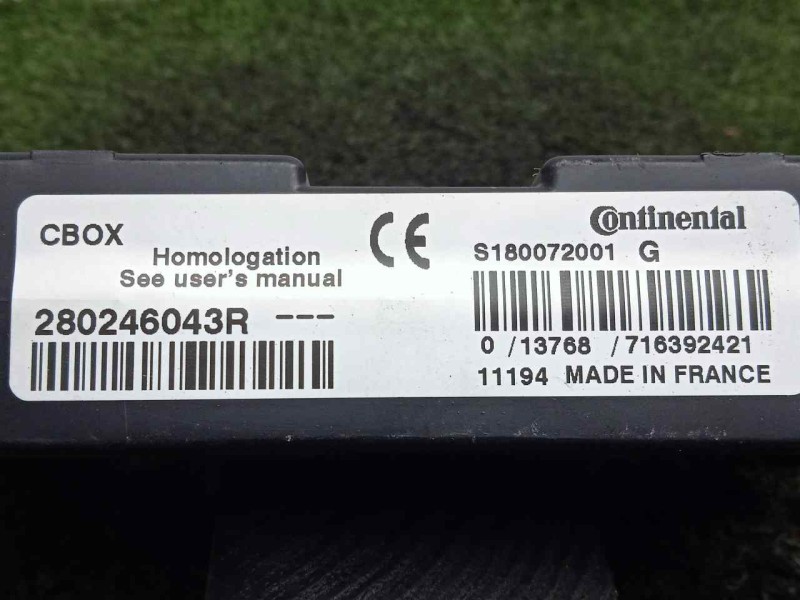 CBOX
Homologation
See user's manual
CE
280246043R ---
Continental
S180072001 G
0 /13768 /716392421
11194 MADE IN FRANCE